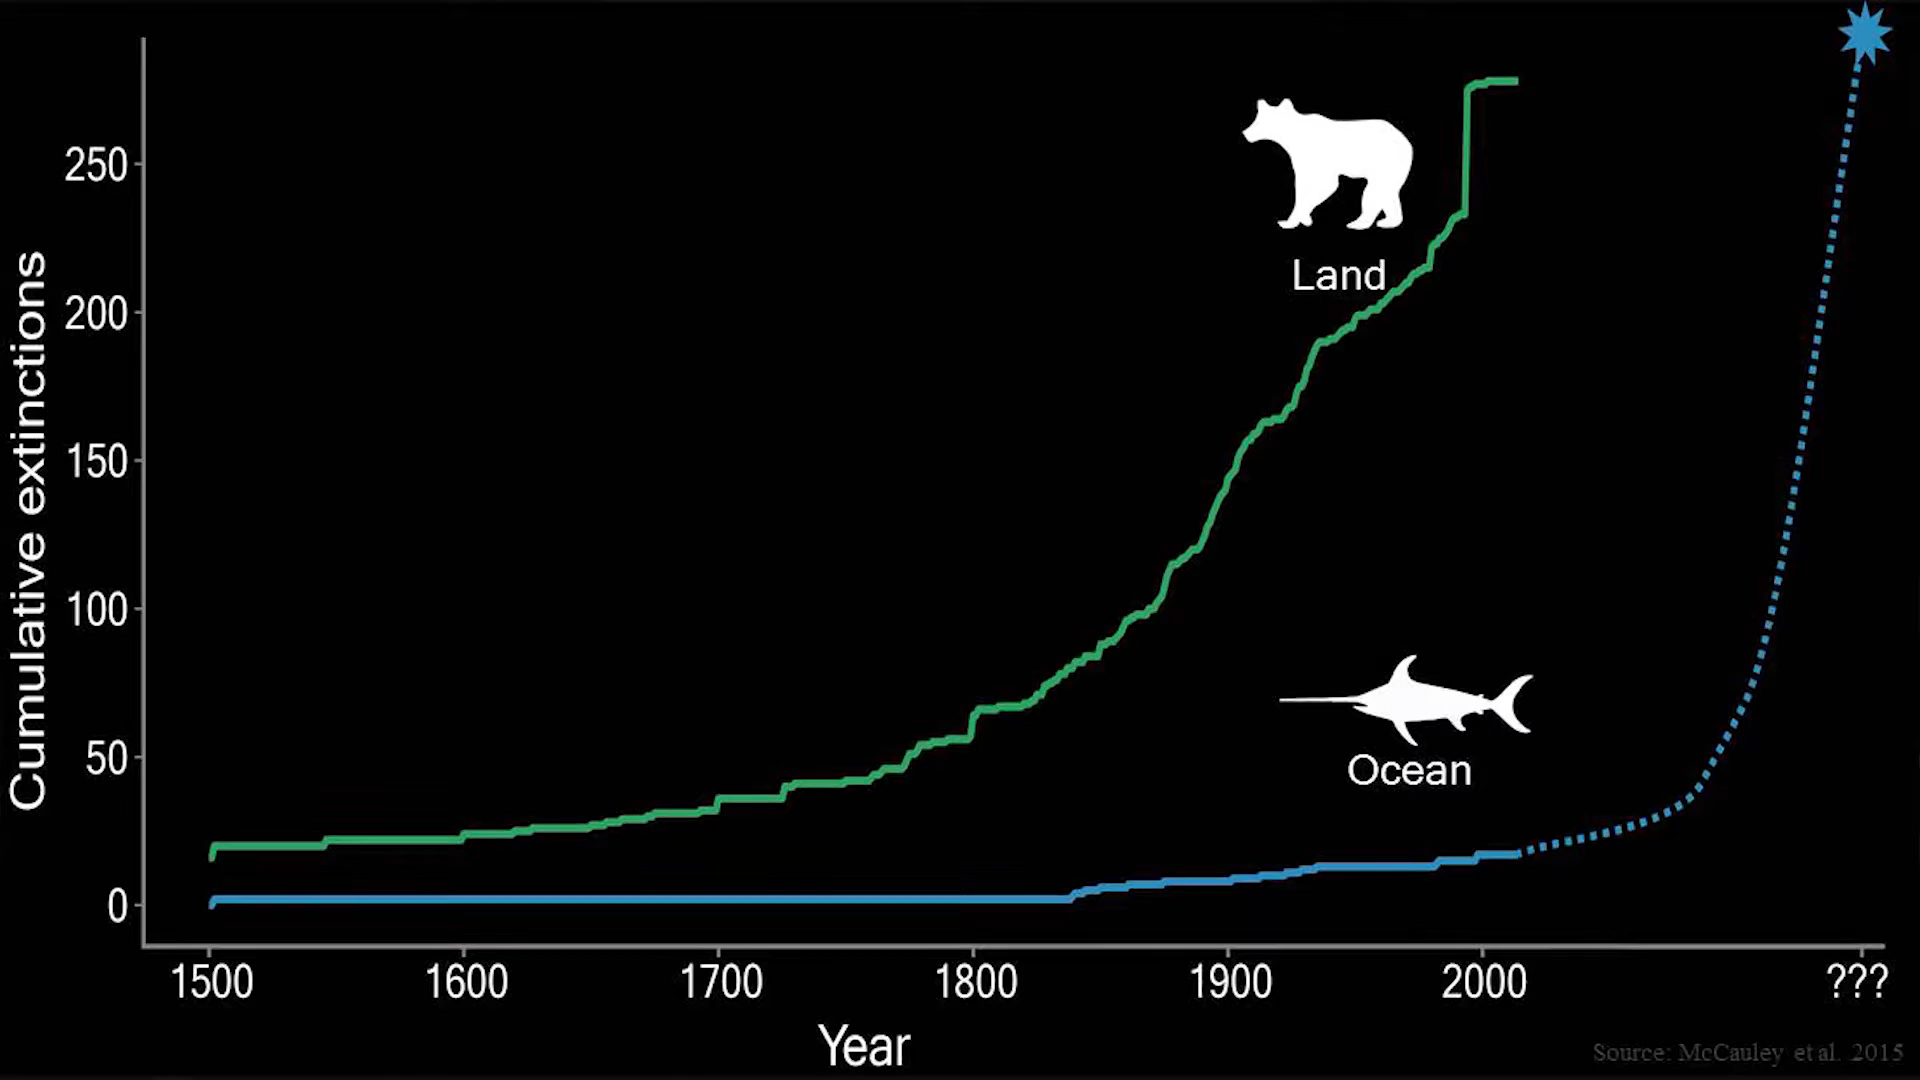 Cumulative extinctions
250
200
150
100
50
0
Land
Ocean
1500 1600 1700 1800 1900 2000 ???
Year
Source: McCauley et al. 2015